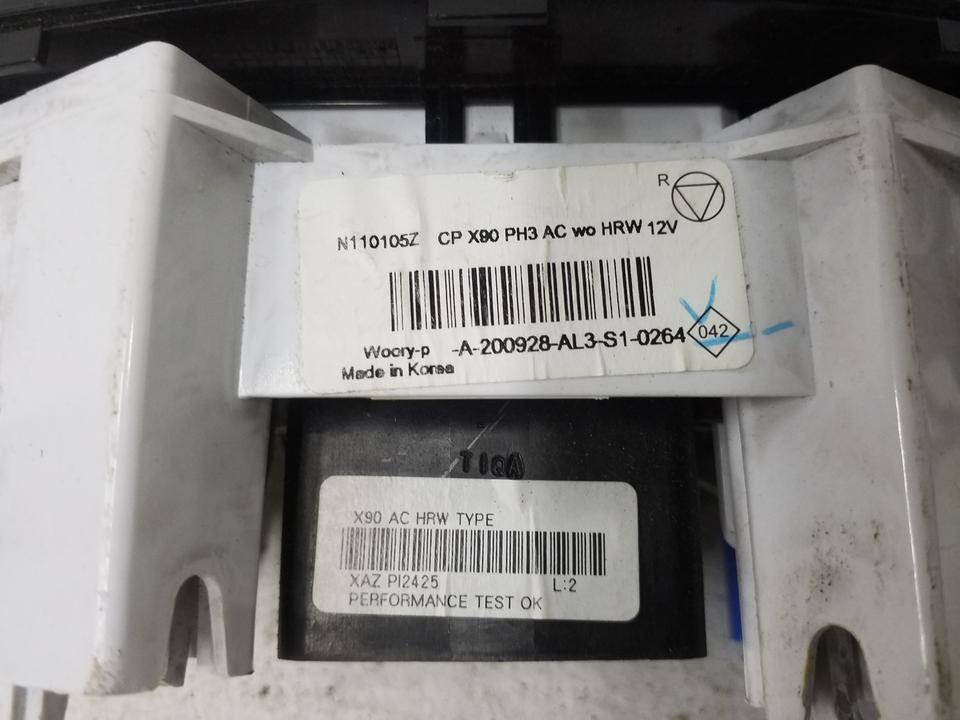 R
N110105Z CP X90 PH3 AC wo HRW 12V
Woory-p -A-200928-AL3-S1-0264 042
Made in Korea
TIQA
X90 AC HRW TYPE
XAZ PI2425 L:2
PERFORMANCE TEST OK